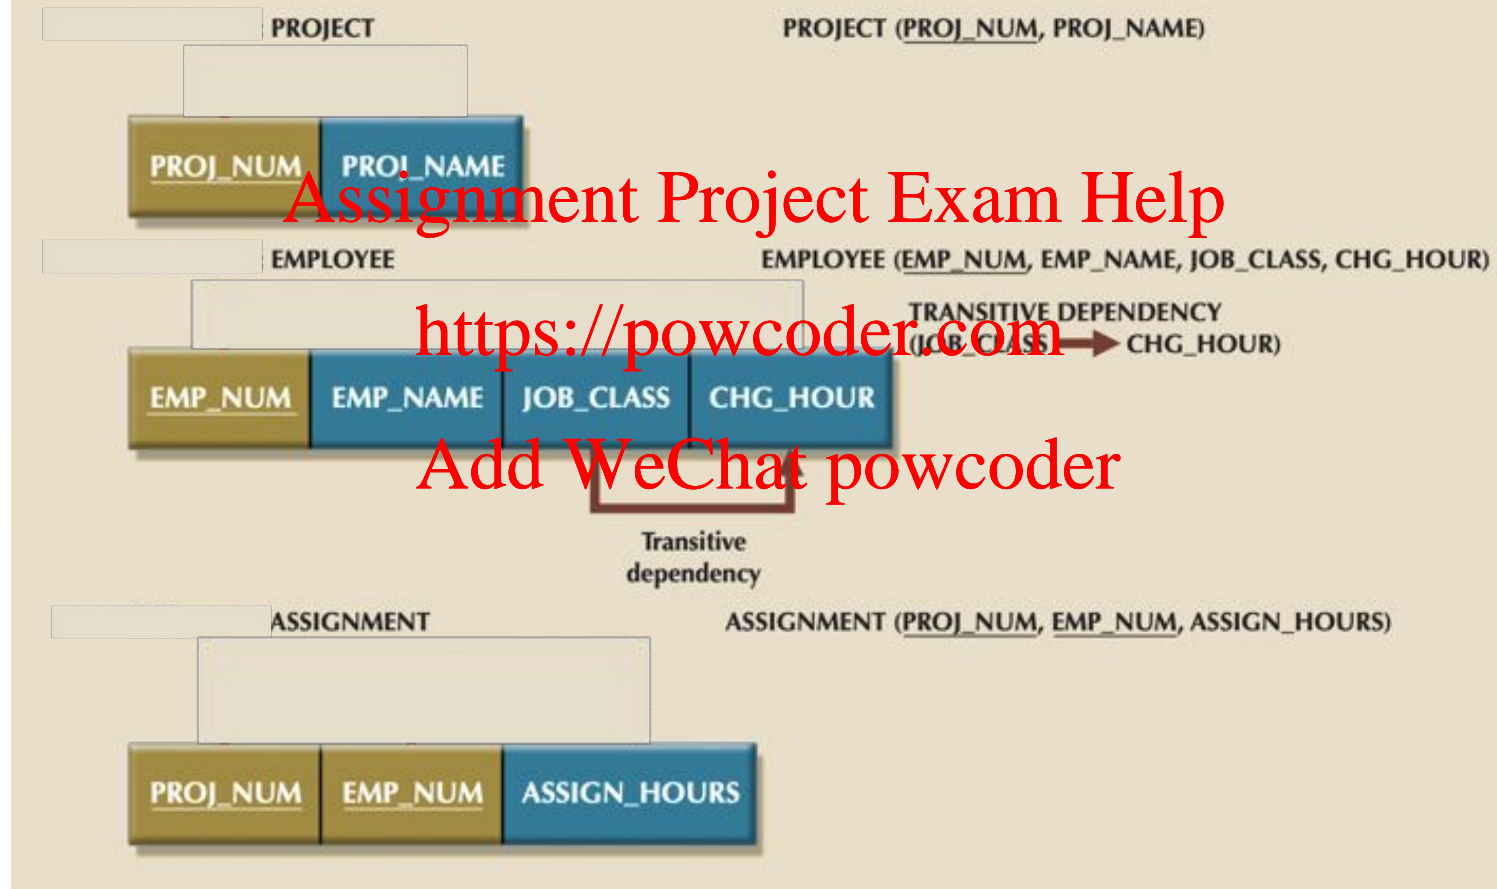 PROJECT
PROJECT (PROJ_NUM, PROJ_NAME)
PROJ_NUM PROJ_NAME
Assignment Project Exam Help
EMPLOYEE
EMPLOYEE (EMP_NUM, EMP_NAME, JOB_CLASS, CHG_HOUR)
TRANSITIVE DEPENDENCY
(JOB_CLASS CHG_HOUR)
https://powcoder.com
EMP_NUM EMP_NAME JOB_CLASS CHG_HOUR
Add WeChat powcoder
Transitive
dependency
ASSIGNMENT
ASSIGNMENT (PROJ_NUM, EMP_NUM, ASSIGN_HOURS)
PROJ_NUM EMP_NUM ASSIGN_HOURS